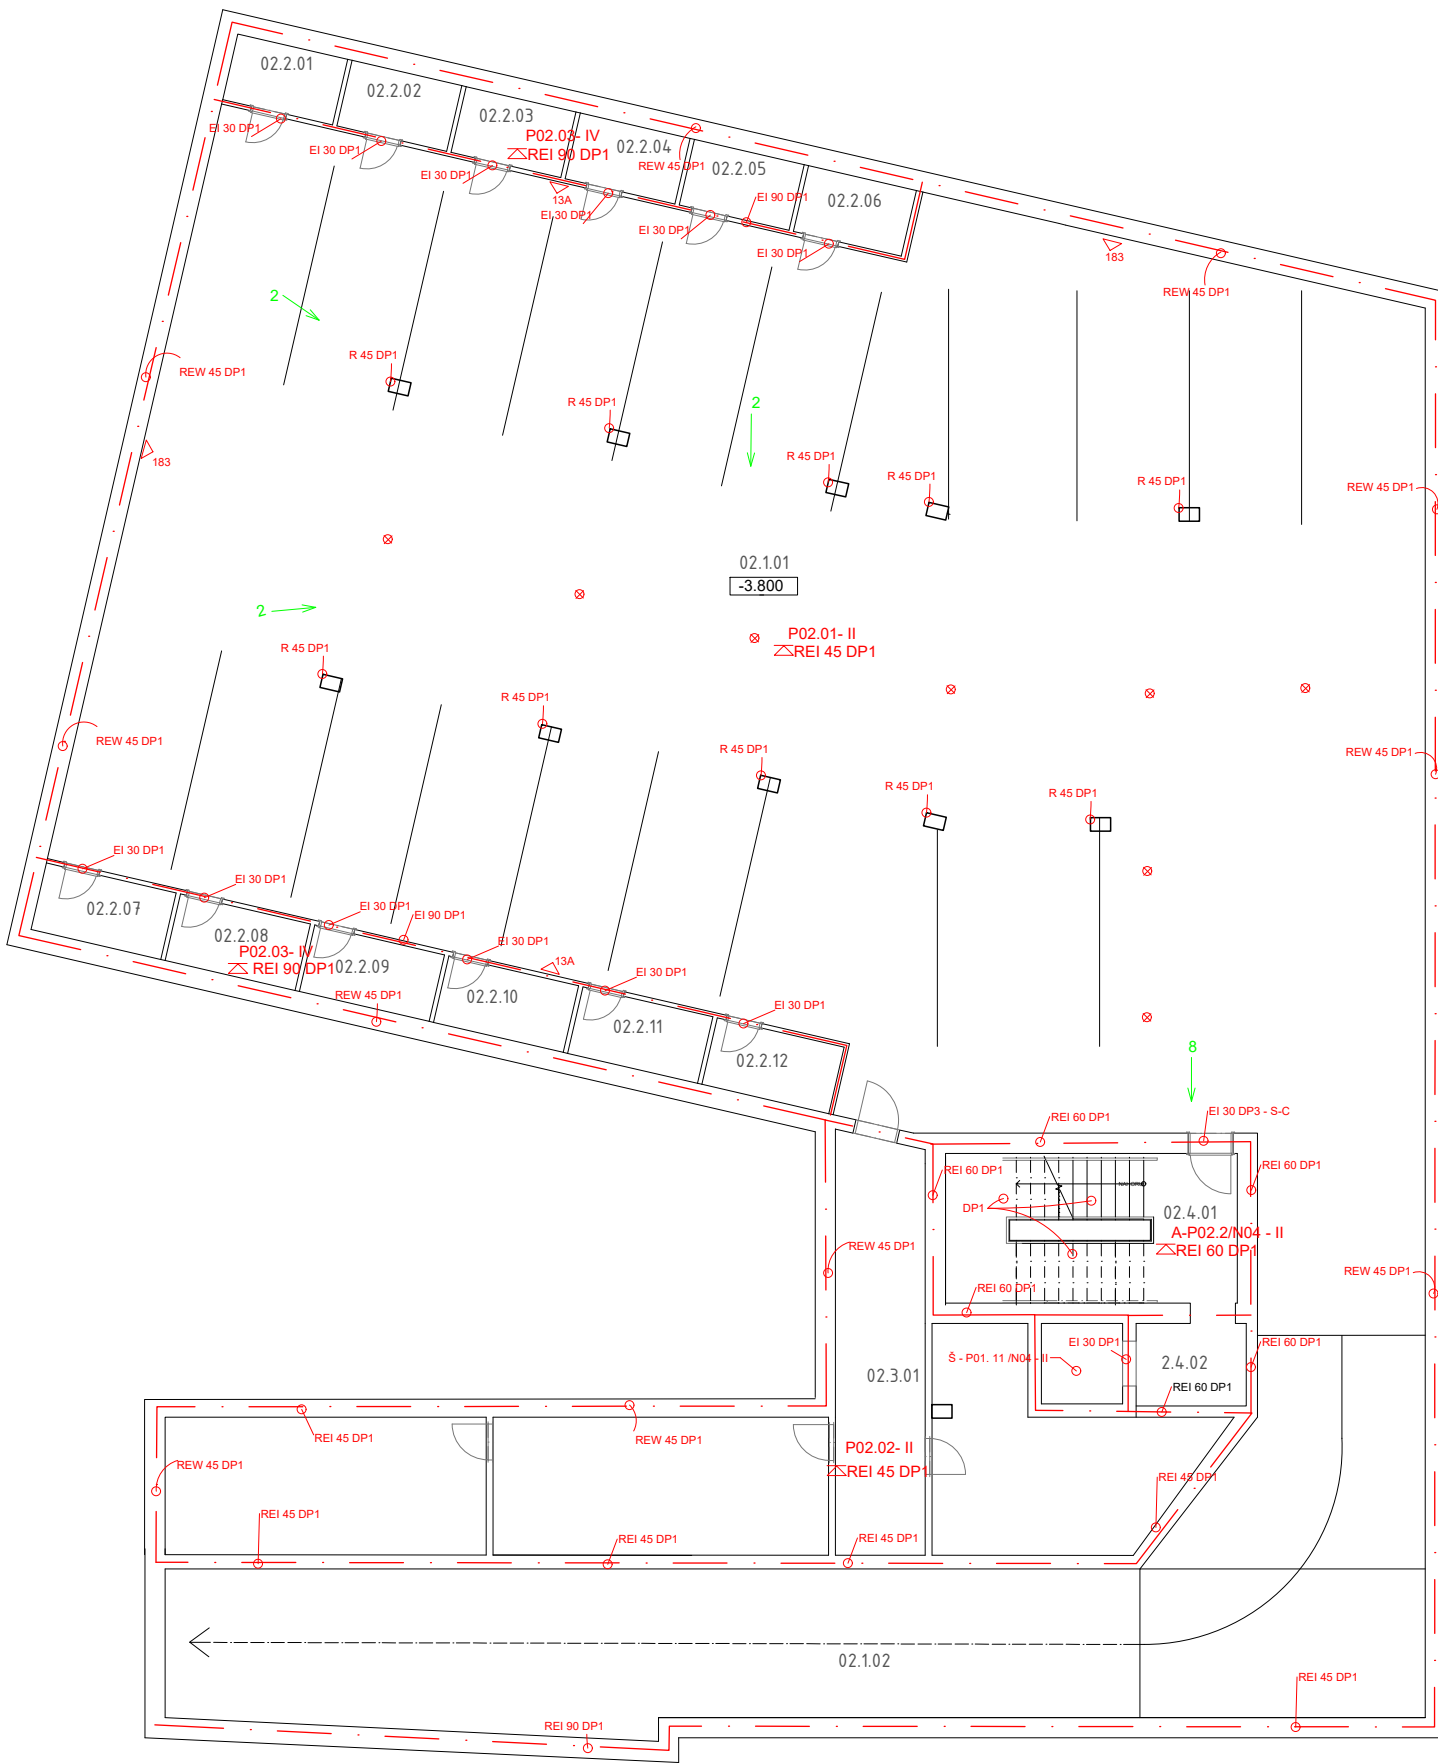 02.2.01
02.2.02
02.2.03
P02.03- IV
REI 90 DP1
02.2.04
02.2.05
02.2.06
EI 30 DP1
EI 30 DP1
EI 30 DP1
REW 45 DP1
13A
EI 30 DP1
EI 90 DP1
EI 30 DP1
EI 30 DP1
183
REW 45 DP1
2
R 45 DP1
REW 45 DP1
R 45 DP1
2
183
R 45 DP1
R 45 DP1
R 45 DP1
REW 45 DP1
02.1.01
-3.800
2
P02.01- II
REI 45 DP1
R 45 DP1
R 45 DP1
REW 45 DP1
R 45 DP1
REW 45 DP1
R 45 DP1
R 45 DP1
EI 30 DP1
EI 30 DP1
EI 30 DP1
EI 90 DP1
02.2.07
02.2.08
P02.03- IV
REI 90 DP1
02.2.09
EI 30 DP1
13A
EI 30 DP1
REW 45 DP1
02.2.10
EI 30 DP1
02.2.11
02.2.12
8
REI 60 DP1
EI 30 DP3 - S-C
REI 60 DP1
REI 60 DP1
DP1
02.4.01
A-P02.2/N04 - II
REI 60 DP1
REW 45 DP1
REW 45 DP1
REI 60 DP1
EI 30 DP1
REI 60 DP1
Š - P01. 11 /N04 - II
02.3.01
2.4.02
REI 60 DP1
REI 45 DP1
REW 45 DP1
P02.02- II
REI 45 DP1
REW 45 DP1
REI 45 DP1
REI 45 DP1
REI 45 DP1
REI 45 DP1
02.1.02
REI 45 DP1
REI 90 DP1